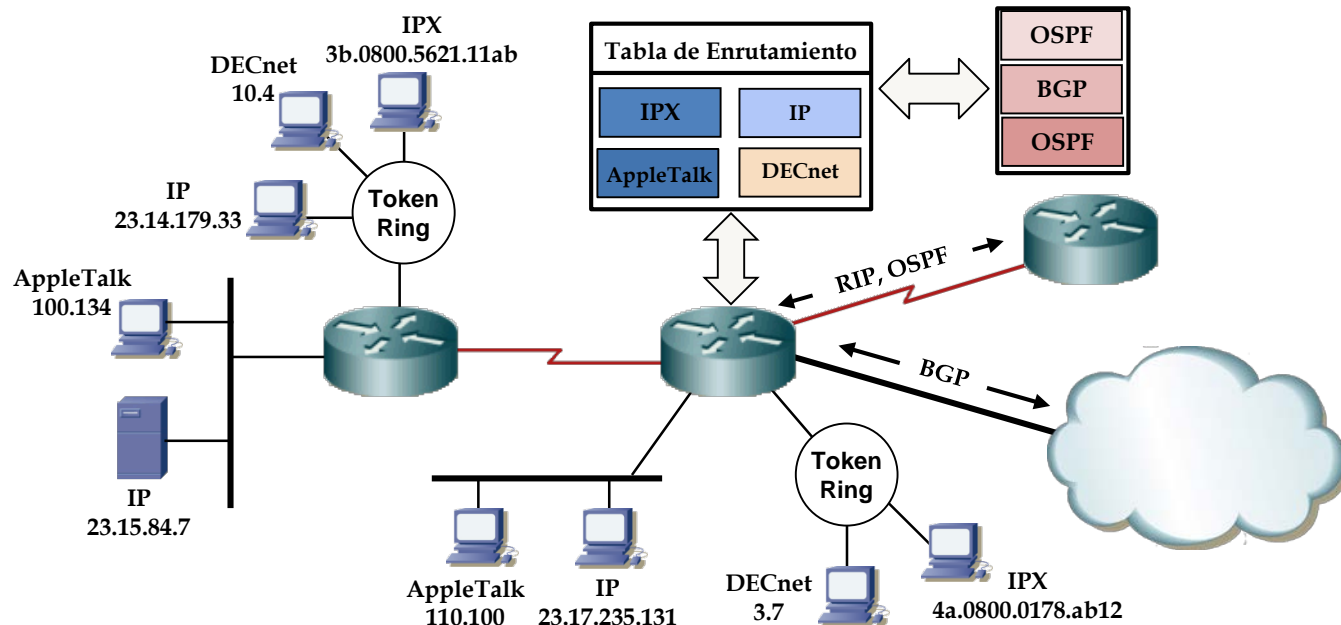 IPX
3b.0800.5621.11ab
DECnet
10.4
IP
23.14.179.33
Token
Ring
AppleTalk
100.134
IP
23.15.84.7
Tabla de Enrutamiento
IPX
IP
AppleTalk
DECnet
OSPF
BGP
OSPF
RIP, OSPF
BGP
AppleTalk
110.100
IP
23.17.235.131
Token
Ring
DECnet
3.7
IPX
4a.0800.0178.ab12